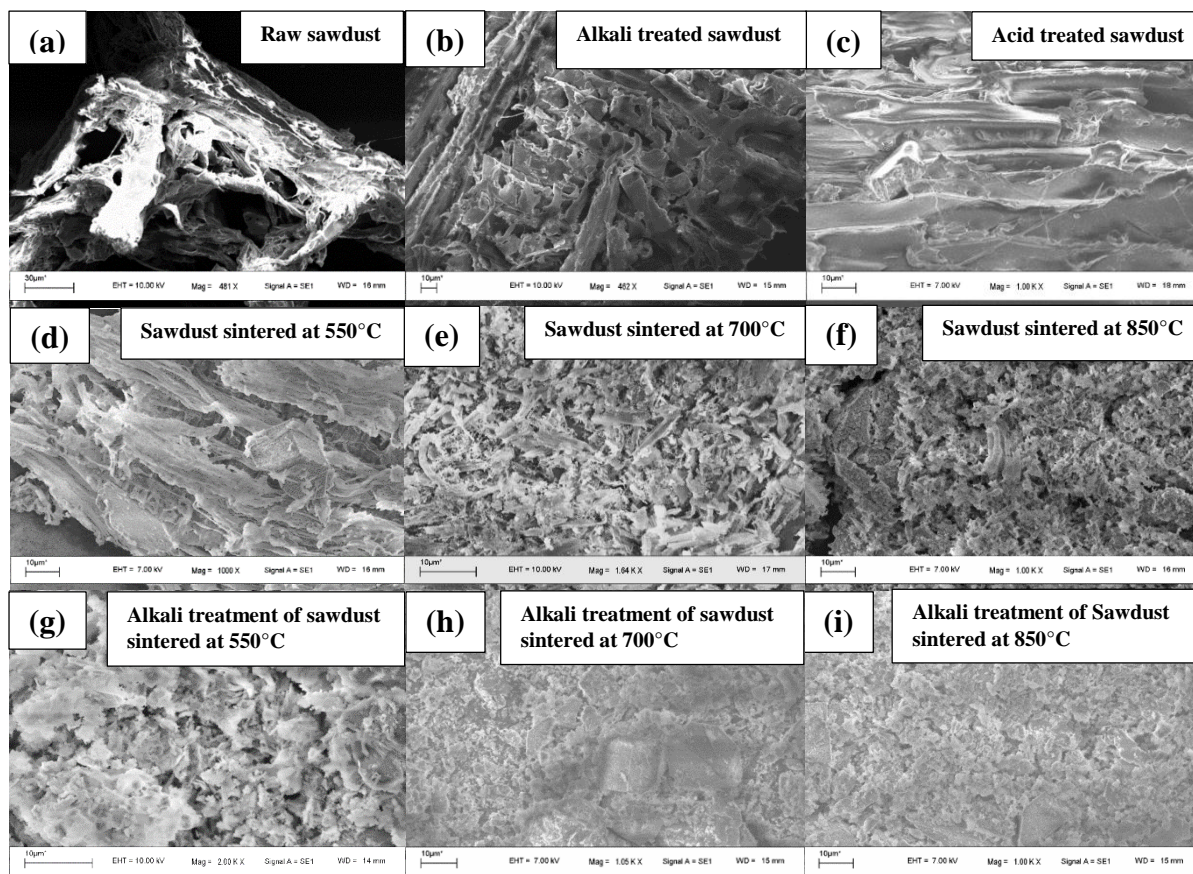 (a) Raw sawdust
(b) Alkali treated sawdust
(c) Acid treated sawdust
30µm* EHT = 10.00 kV Mag = 481 X Signal A = SE1 WD = 16 mm
10µm* EHT = 10.00 kV Mag = 462 X Signal A = SE1 WD = 15 mm
10µm* EHT = 7.00 kV Mag = 1.00 K X Signal A = SE1 WD = 18 mm
(d) Sawdust sintered at 550°C
(e) Sawdust sintered at 700°C
(f) Sawdust sintered at 850°C
10µm* EHT = 7.00 kV Mag = 1000 X Signal A = SE1 WD = 16 mm
10µm* EHT = 10.00 kV Mag = 1.64 K X Signal A = SE1 WD = 17 mm
10µm* EHT = 7.00 kV Mag = 1.00 K X Signal A = SE1 WD = 16 mm
(g) Alkali treatment of sawdust
sintered at 550°C
(h) Alkali treatment of sawdust
sintered at 700°C
(i) Alkali treatment of Sawdust
sintered at 850°C
10µm* EHT = 10.00 kV Mag = 2.00 K X Signal A = SE1 WD = 14 mm
10µm* EHT = 7.00 kV Mag = 1.05 K X Signal A = SE1 WD = 15 mm
10µm* EHT = 7.00 kV Mag = 1.00 K X Signal A = SE1 WD = 15 mm